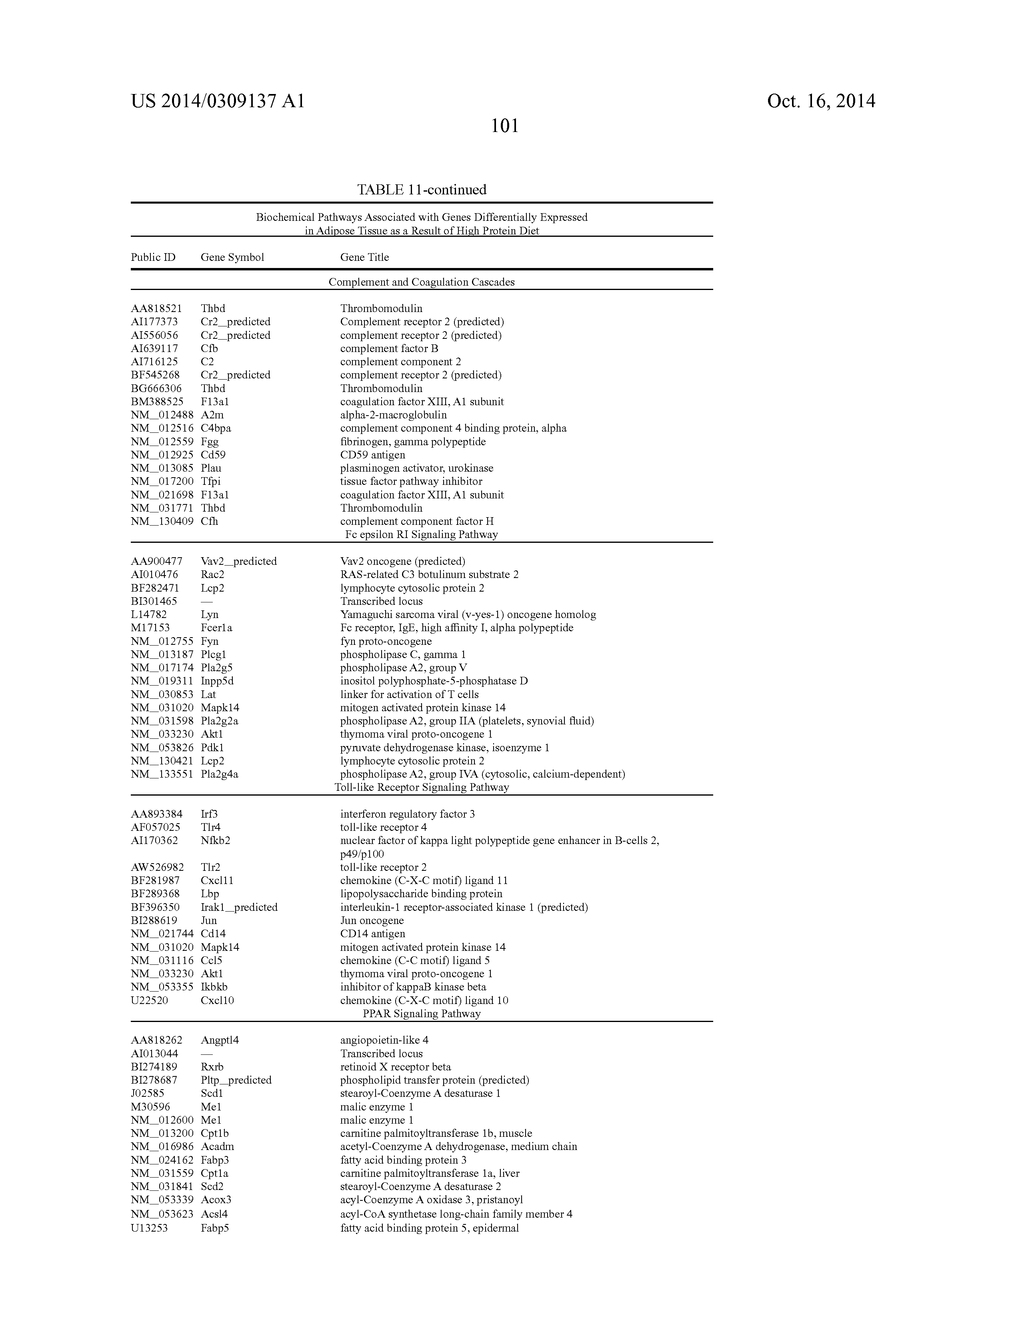 US 2014/0309137 A1 Oct. 16, 2014
101
TABLE 11-continued
Biochemical Pathways Associated with Genes Differentially Expressed
in Adipose Tissue as a Result of High Protein Diet
Public ID Gene Symbol Gene Title
Complement and Coagulation Cascades
AA818521 Thbd Thrombomodulin
AI177373 Cr2_predicted Complement receptor 2 (predicted)
AI556056 Cr2_predicted complement receptor 2 (predicted)
AI639117 Cfb complement factor B
AI716125 C2 complement component 2
BF545268 Cr2_predicted complement receptor 2 (predicted)
BG666306 Thbd Thrombomodulin
BM388525 F13a1 coagulation factor XIII, A1 subunit
NM_012488 A2m alpha-2-macroglobulin
NM_012516 C4bpa complement component 4 binding protein, alpha
NM_012559 Fgg fibrinogen, gamma polypeptide
NM_012925 Cd59 CD59 antigen
NM_013085 Plau plasminogen activator, urokinase
NM_017200 Tfpi tissue factor pathway inhibitor
NM_021698 F13a1 coagulation factor XIII, A1 subunit
NM_031771 Thbd Thrombomodulin
NM_130409 Cfh complement component factor H
Fc epsilon RI Signaling Pathway
AA900477 Vav2_predicted Vav2 oncogene (predicted)
AI010476 Rac2 RAS-related C3 botulinum substrate 2
BF282471 Lcp2 lymphocyte cytosolic protein 2
BI301465 — Transcribed locus
L14782 Lyn Yamaguchi sarcoma viral (v-yes-1) oncogene homolog
M17153 Fcer1a Fc receptor, IgE, high affinity I, alpha polypeptide
NM_012755 Fyn fyn proto-oncogene
NM_013187 Plcg1 phospholipase C, gamma 1
NM_017174 Pla2g5 phospholipase A2, group V
NM_019311 Inpp5d inositol polyphosphate-5-phosphatase D
NM_030853 Lat linker for activation of T cells
NM_031020 Mapk14 mitogen activated protein kinase 14
NM_031598 Pla2g2a phospholipase A2, group IIA (platelets, synovial fluid)
NM_033230 Akt1 thymoma viral proto-oncogene 1
NM_053826 Pdk1 pyruvate dehydrogenase kinase, isoenzyme 1
NM_130421 Lcp2 lymphocyte cytosolic protein 2
NM_133551 Pla2g4a phospholipase A2, group IVA (cytosolic, calcium-dependent)
Toll-like Receptor Signaling Pathway
AA893384 Irf3 interferon regulatory factor 3
AF057025 Tlr4 toll-like receptor 4
AI170362 Nfkb2 nuclear factor of kappa light polypeptide gene enhancer in B-cells 2,
p49/p100
AW526982 Tlr2 toll-like receptor 2
BF281987 Cxcl11 chemokine (C-X-C motif) ligand 11
BF289368 Lbp lipopolysaccharide binding protein
BF396350 Irak1_predicted interleukin-1 receptor-associated kinase 1 (predicted)
BI288619 Jun Jun oncogene
NM_021744 Cd14 CD14 antigen
NM_031020 Mapk14 mitogen activated protein kinase 14
NM_031116 Ccl5 chemokine (C-C motif) ligand 5
NM_033230 Akt1 thymoma viral proto-oncogene 1
NM_053355 Ikbkb inhibitor of kappaB kinase beta
U22520 Cxcl10 chemokine (C-X-C motif) ligand 10
PPAR Signaling Pathway
AA818262 Angptl4 angiopoietin-like 4
AI013044 — Transcribed locus
BI274189 Rxrb retinoid X receptor beta
BI278687 Pltp_predicted phospholipid transfer protein (predicted)
J02585 Scd1 stearoyl-Coenzyme A desaturase 1
M30596 Me1 malic enzyme 1
NM_012600 Me1 malic enzyme 1
NM_013200 Cpt1b carnitine palmitoyltransferase 1b, muscle
NM_016986 Acadm acetyl-Coenzyme A dehydrogenase, medium chain
NM_024162 Fabp3 fatty acid binding protein 3
NM_031559 Cpt1a carnitine palmitoyltransferase 1a, liver
NM_031841 Scd2 stearoyl-Coenzyme A desaturase 2
NM_053339 Acox3 acyl-Coenzyme A oxidase 3, pristanoyl
NM_053623 Acsl4 acyl-CoA synthetase long-chain family member 4
U13253 Fabp5 fatty acid binding protein 5, epidermal